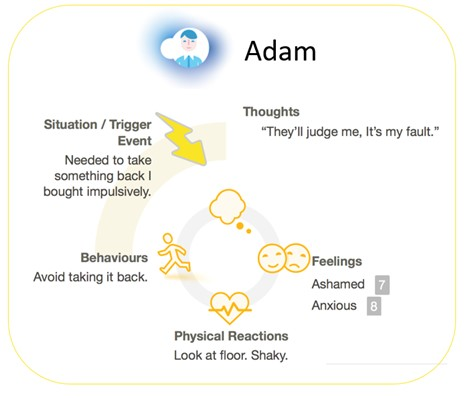 Adam
Situation / Trigger
Event
Needed to take
something back I
bought impulsively.
Thoughts
“They’ll judge me, It’s my fault.”
Feelings
Ashamed 7
Anxious 8
Physical Reactions
Look at floor. Shaky.
Behaviours
Avoid taking it back.